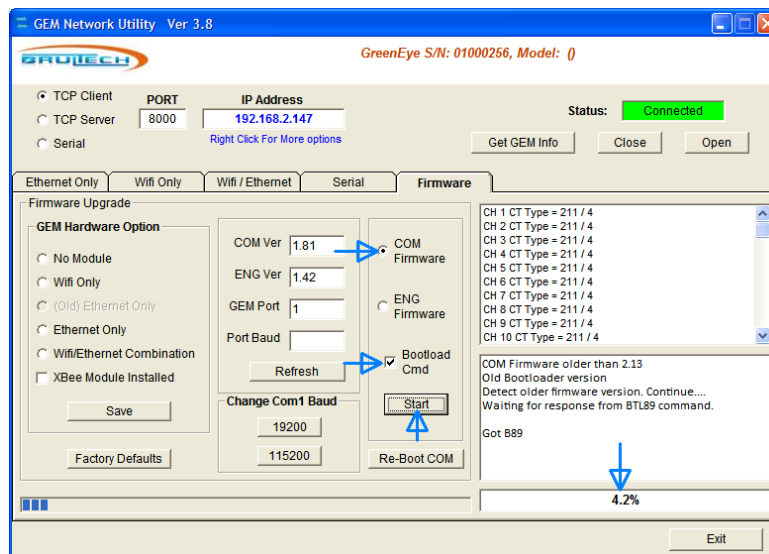 GEM Network Utility Ver 3.8
BRULTECH
GreenEye S/N: 01000256, Model: ()
TCP Client
TCP Server
Serial
PORT
8000
IP Address
192.168.2.147
Right Click For More options
Status:
Connected
Get GEM Info
Close
Open
Ethernet Only
Wifi Only
Wifi / Ethernet
Serial
Firmware
Firmware Upgrade
GEM Hardware Option
No Module
Wifi Only
(Old) Ethernet Only
Ethernet Only
Wifi/Ethernet Combination
XBee Module Installed
Save
Factory Defaults
COM Ver 1.81
ENG Ver 1.42
GEM Port 1
Port Baud
Refresh
Change Com1 Baud
19200
115200
COM
Firmware
ENG
Firmware
Bootload
Cmd
Start
Re-Boot COM
CH 1 CT Type = 211 / 4
CH 2 CT Type = 211 / 4
CH 3 CT Type = 211 / 4
CH 4 CT Type = 211 / 4
CH 5 CT Type = 211 / 4
CH 6 CT Type = 211 / 4
CH 7 CT Type = 211 / 4
CH 8 CT Type = 211 / 4
CH 9 CT Type = 211 / 4
CH 10 CT Type = 211 / 4
COM Firmware older than 2.13
Old Bootloader version
Detect older firmware version. Continue....
Waiting for response from BTL89 command.
Got B89
4.2%
Exit